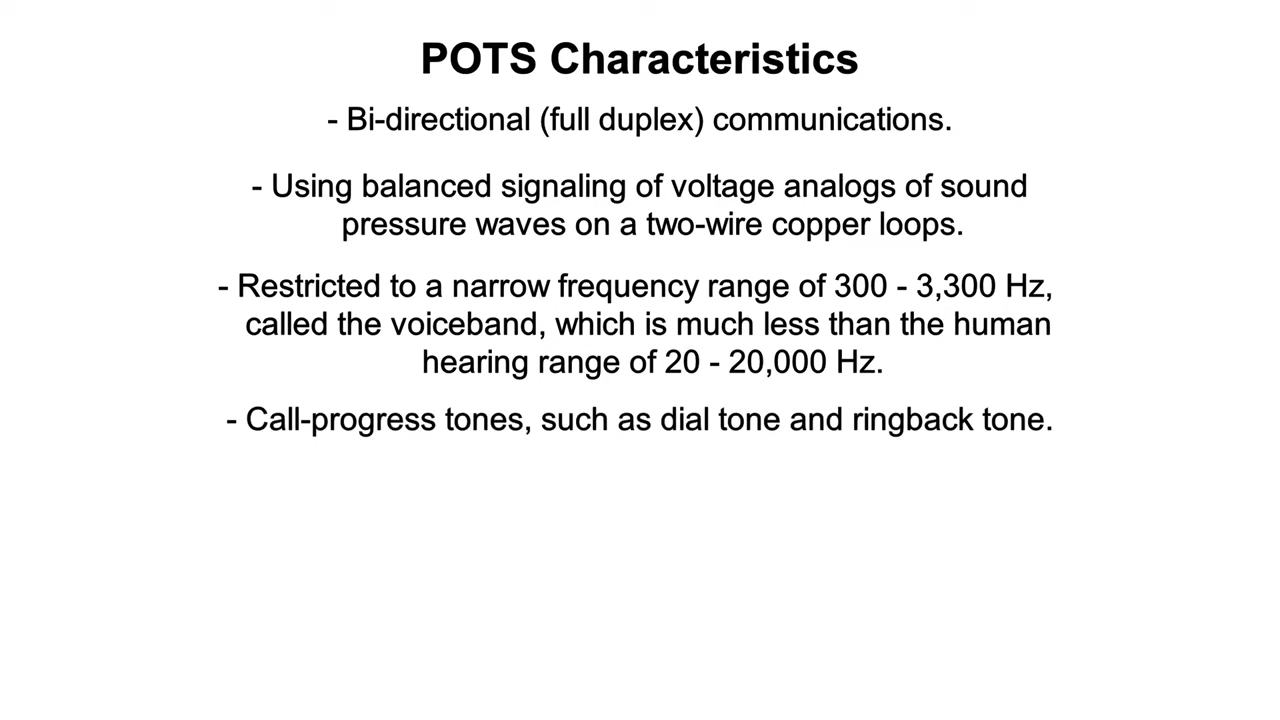 POTS Characteristics
- Bi-directional (full duplex) communications.
- Using balanced signaling of voltage analogs of sound
pressure waves on a two-wire copper loops.
- Restricted to a narrow frequency range of 300 - 3,300 Hz,
called the voiceband, which is much less than the human
hearing range of 20 - 20,000 Hz.
- Call-progress tones, such as dial tone and ringback tone.